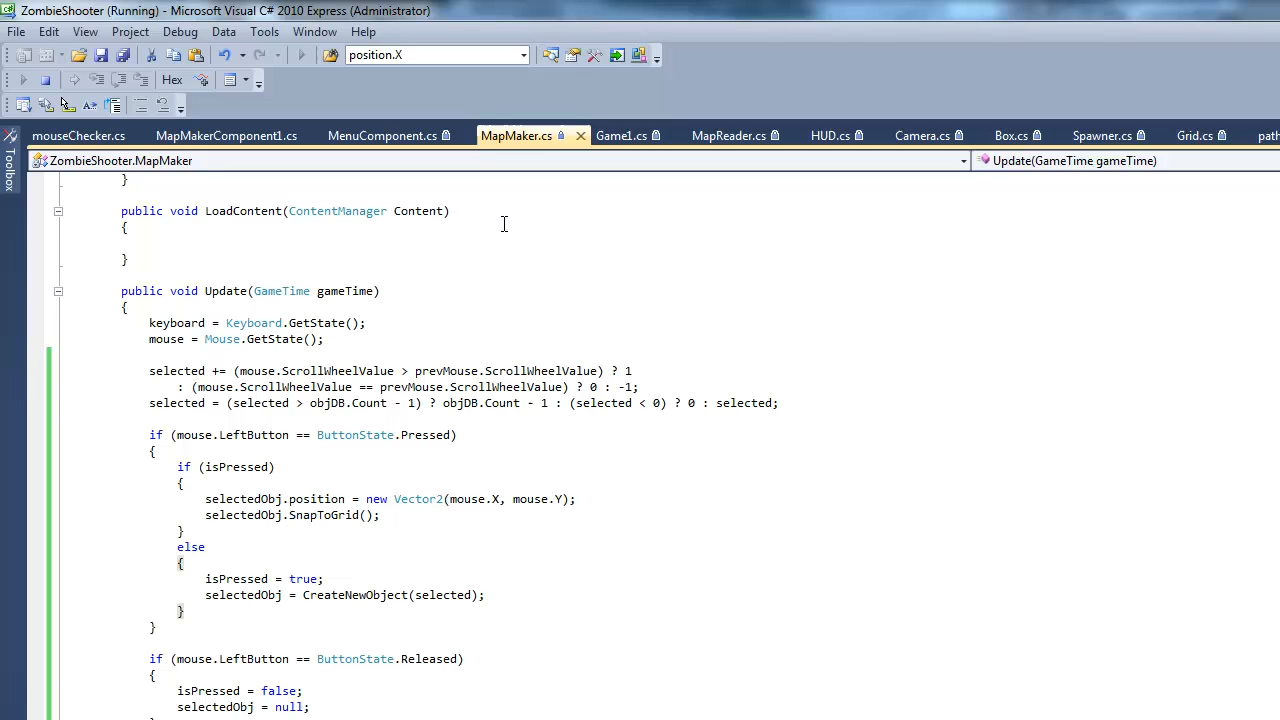 ZombieShooter (Running) - Microsoft Visual C# 2010 Express (Administrator)
File Edit View Project Debug Data Tools Window Help
position.X
Hex
mouseChecker.cs MapMakerComponent1.cs MenuComponent.cs MapMaker.cs Game1.cs MapReader.cs HUD.cs Camera.cs Box.cs Spawner.cs Grid.cs path
Toolbox
ZombieShooter.MapMaker Update(GameTime gameTime)
}
public void LoadContent(ContentManager Content)
{
}
public void Update(GameTime gameTime)
{
keyboard = Keyboard.GetState();
mouse = Mouse.GetState();
selected += (mouse.ScrollWheelValue > prevMouse.ScrollWheelValue) ? 1
: (mouse.ScrollWheelValue == prevMouse.ScrollWheelValue) ? 0 : -1;
selected = (selected > objDB.Count - 1) ? objDB.Count - 1 : (selected < 0) ? 0 : selected;
if (mouse.LeftButton == ButtonState.Pressed)
{
if (isPressed)
{
selectedObj.position = new Vector2(mouse.X, mouse.Y);
selectedObj.SnapToGrid();
}
else
{
isPressed = true;
selectedObj = CreateNewObject(selected);
}
}
if (mouse.LeftButton == ButtonState.Released)
{
isPressed = false;
selectedObj = null;